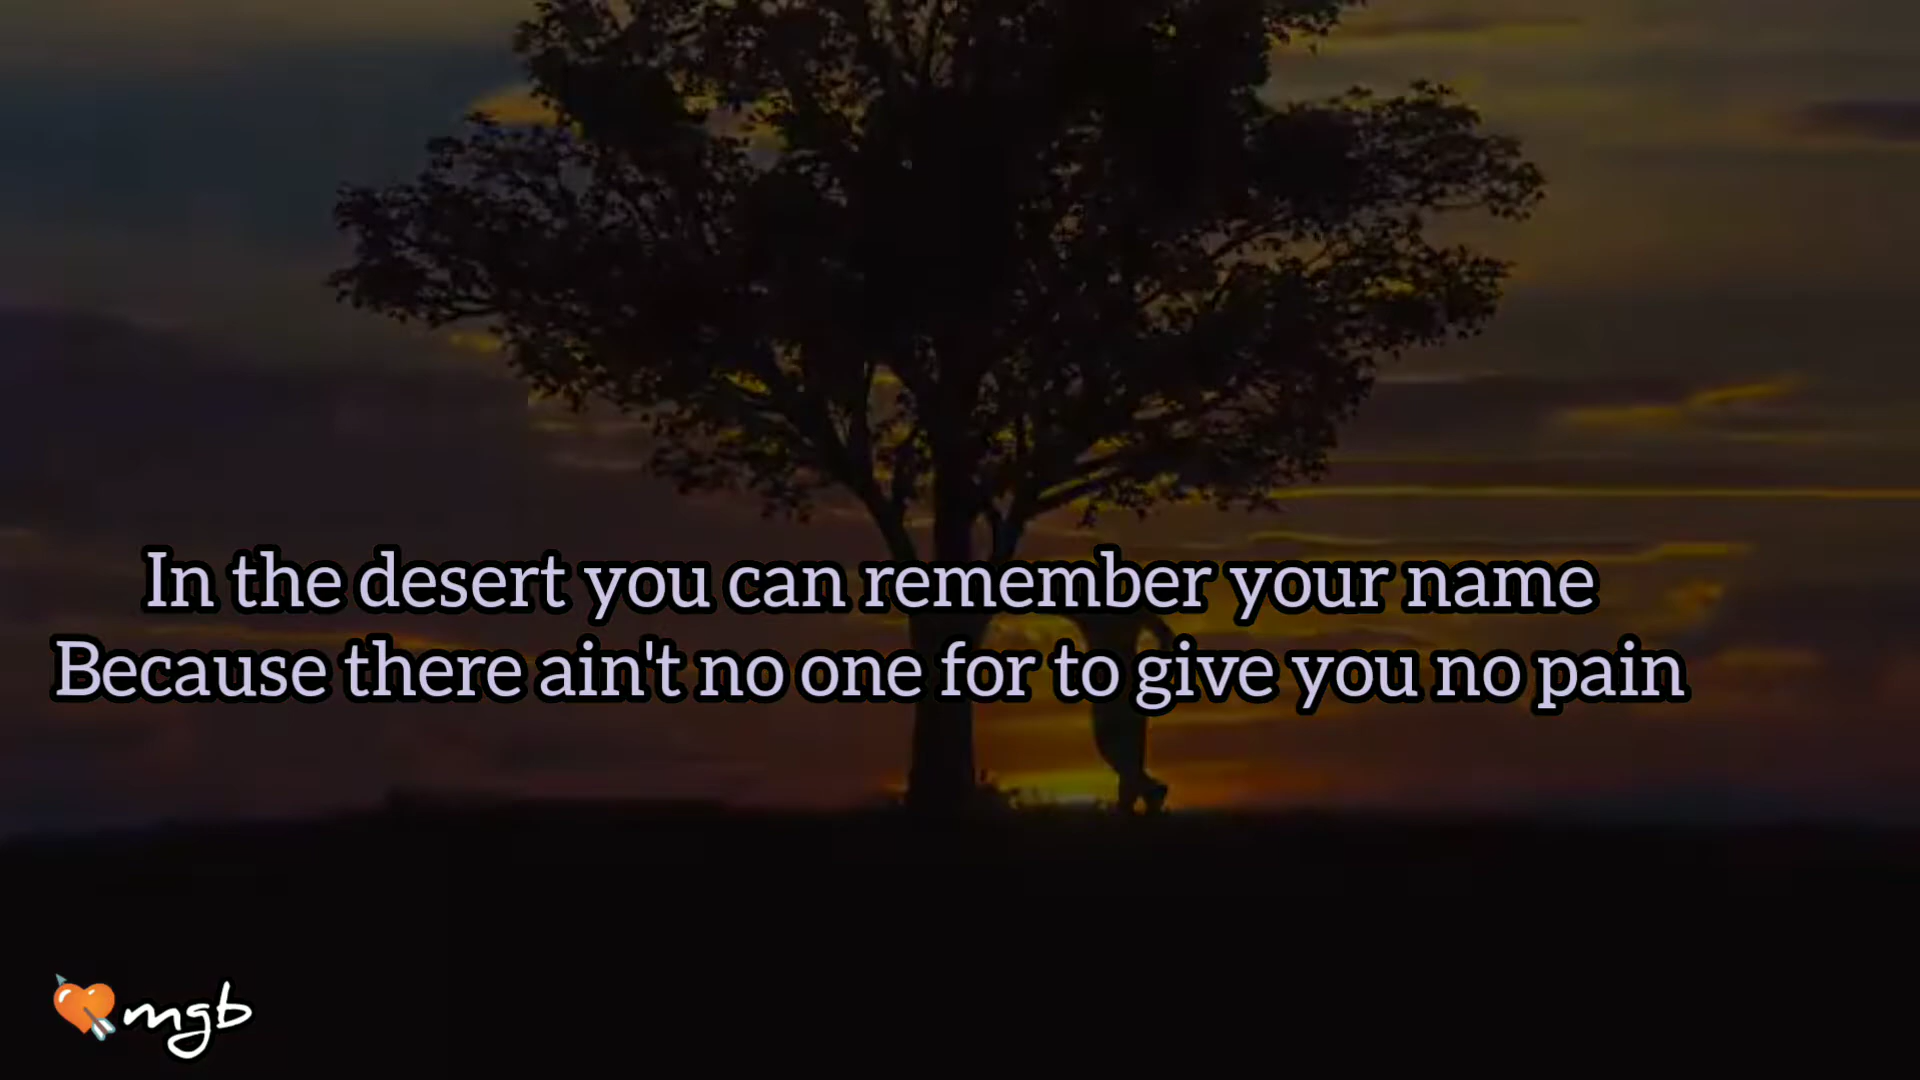 In the desert you can remember your name
Because there ain't no one for to give you no pain
mgb